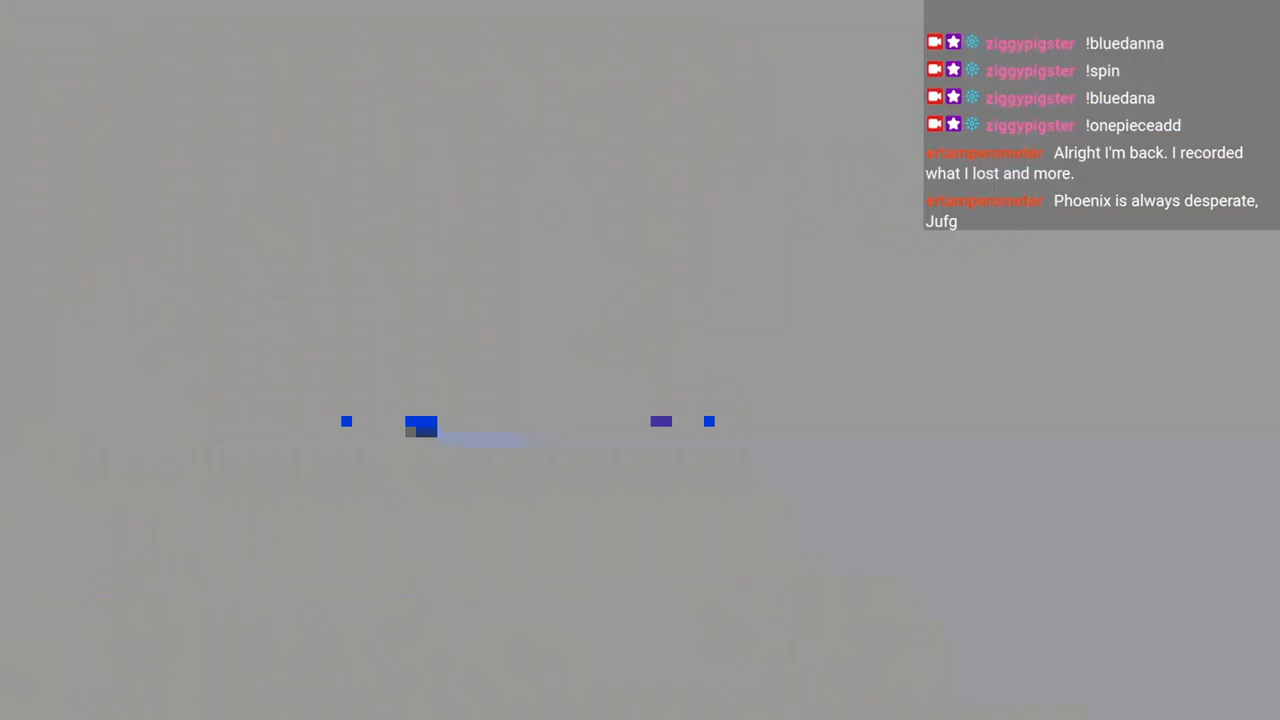 ziggypigster !bluedanna
ziggypigster !spin
ziggypigster !bluedana
ziggypigster !onepieceadd
Alright I'm back. I recorded
what I lost and more.
Phoenix is always desperate,
Jufg